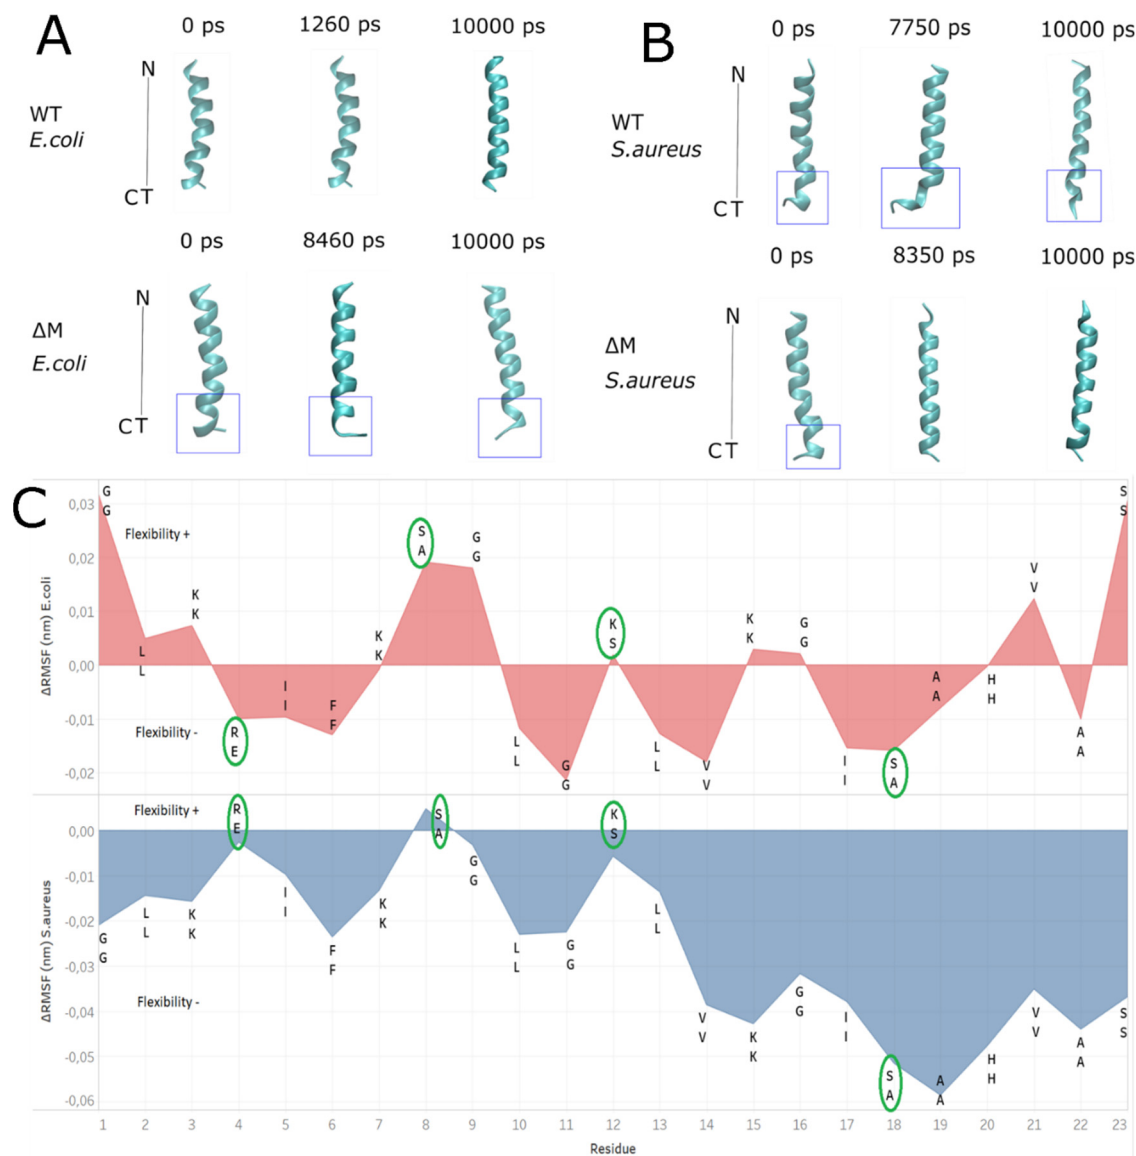 A
0 ps 1260 ps 10000 ps
N
WT
E.coli
CT
0 ps 8460 ps 10000 ps
N
ΔM
E.coli
CT
B
0 ps 7750 ps 10000 ps
N
WT
S.aureus
CT
0 ps 8350 ps 10000 ps
N
ΔM
S.aureus
CT
C
ΔRMSF (nm) E.coli
0,03
0,02
0,01
0,00
-0,01
-0,02
Flexibility +
Flexibility -
G L K R I F K S G L G K L V K G I S A H V A S
G L K E I F K A G L G S L V K G I A A H V A S
ΔRMSF (nm) S.aureus
Flexibility +
0,00
-0,01
-0,02
-0,03
-0,04
-0,05
-0,06
Flexibility -
G L K R I F K S G L G K L V K G I S A H V A S
G L K E I F K A G L G S L V K G I A A H V A S
1 2 3 4 5 6 7 8 9 10 11 12 13 14 15 16 17 18 19 20 21 22 23
Residue